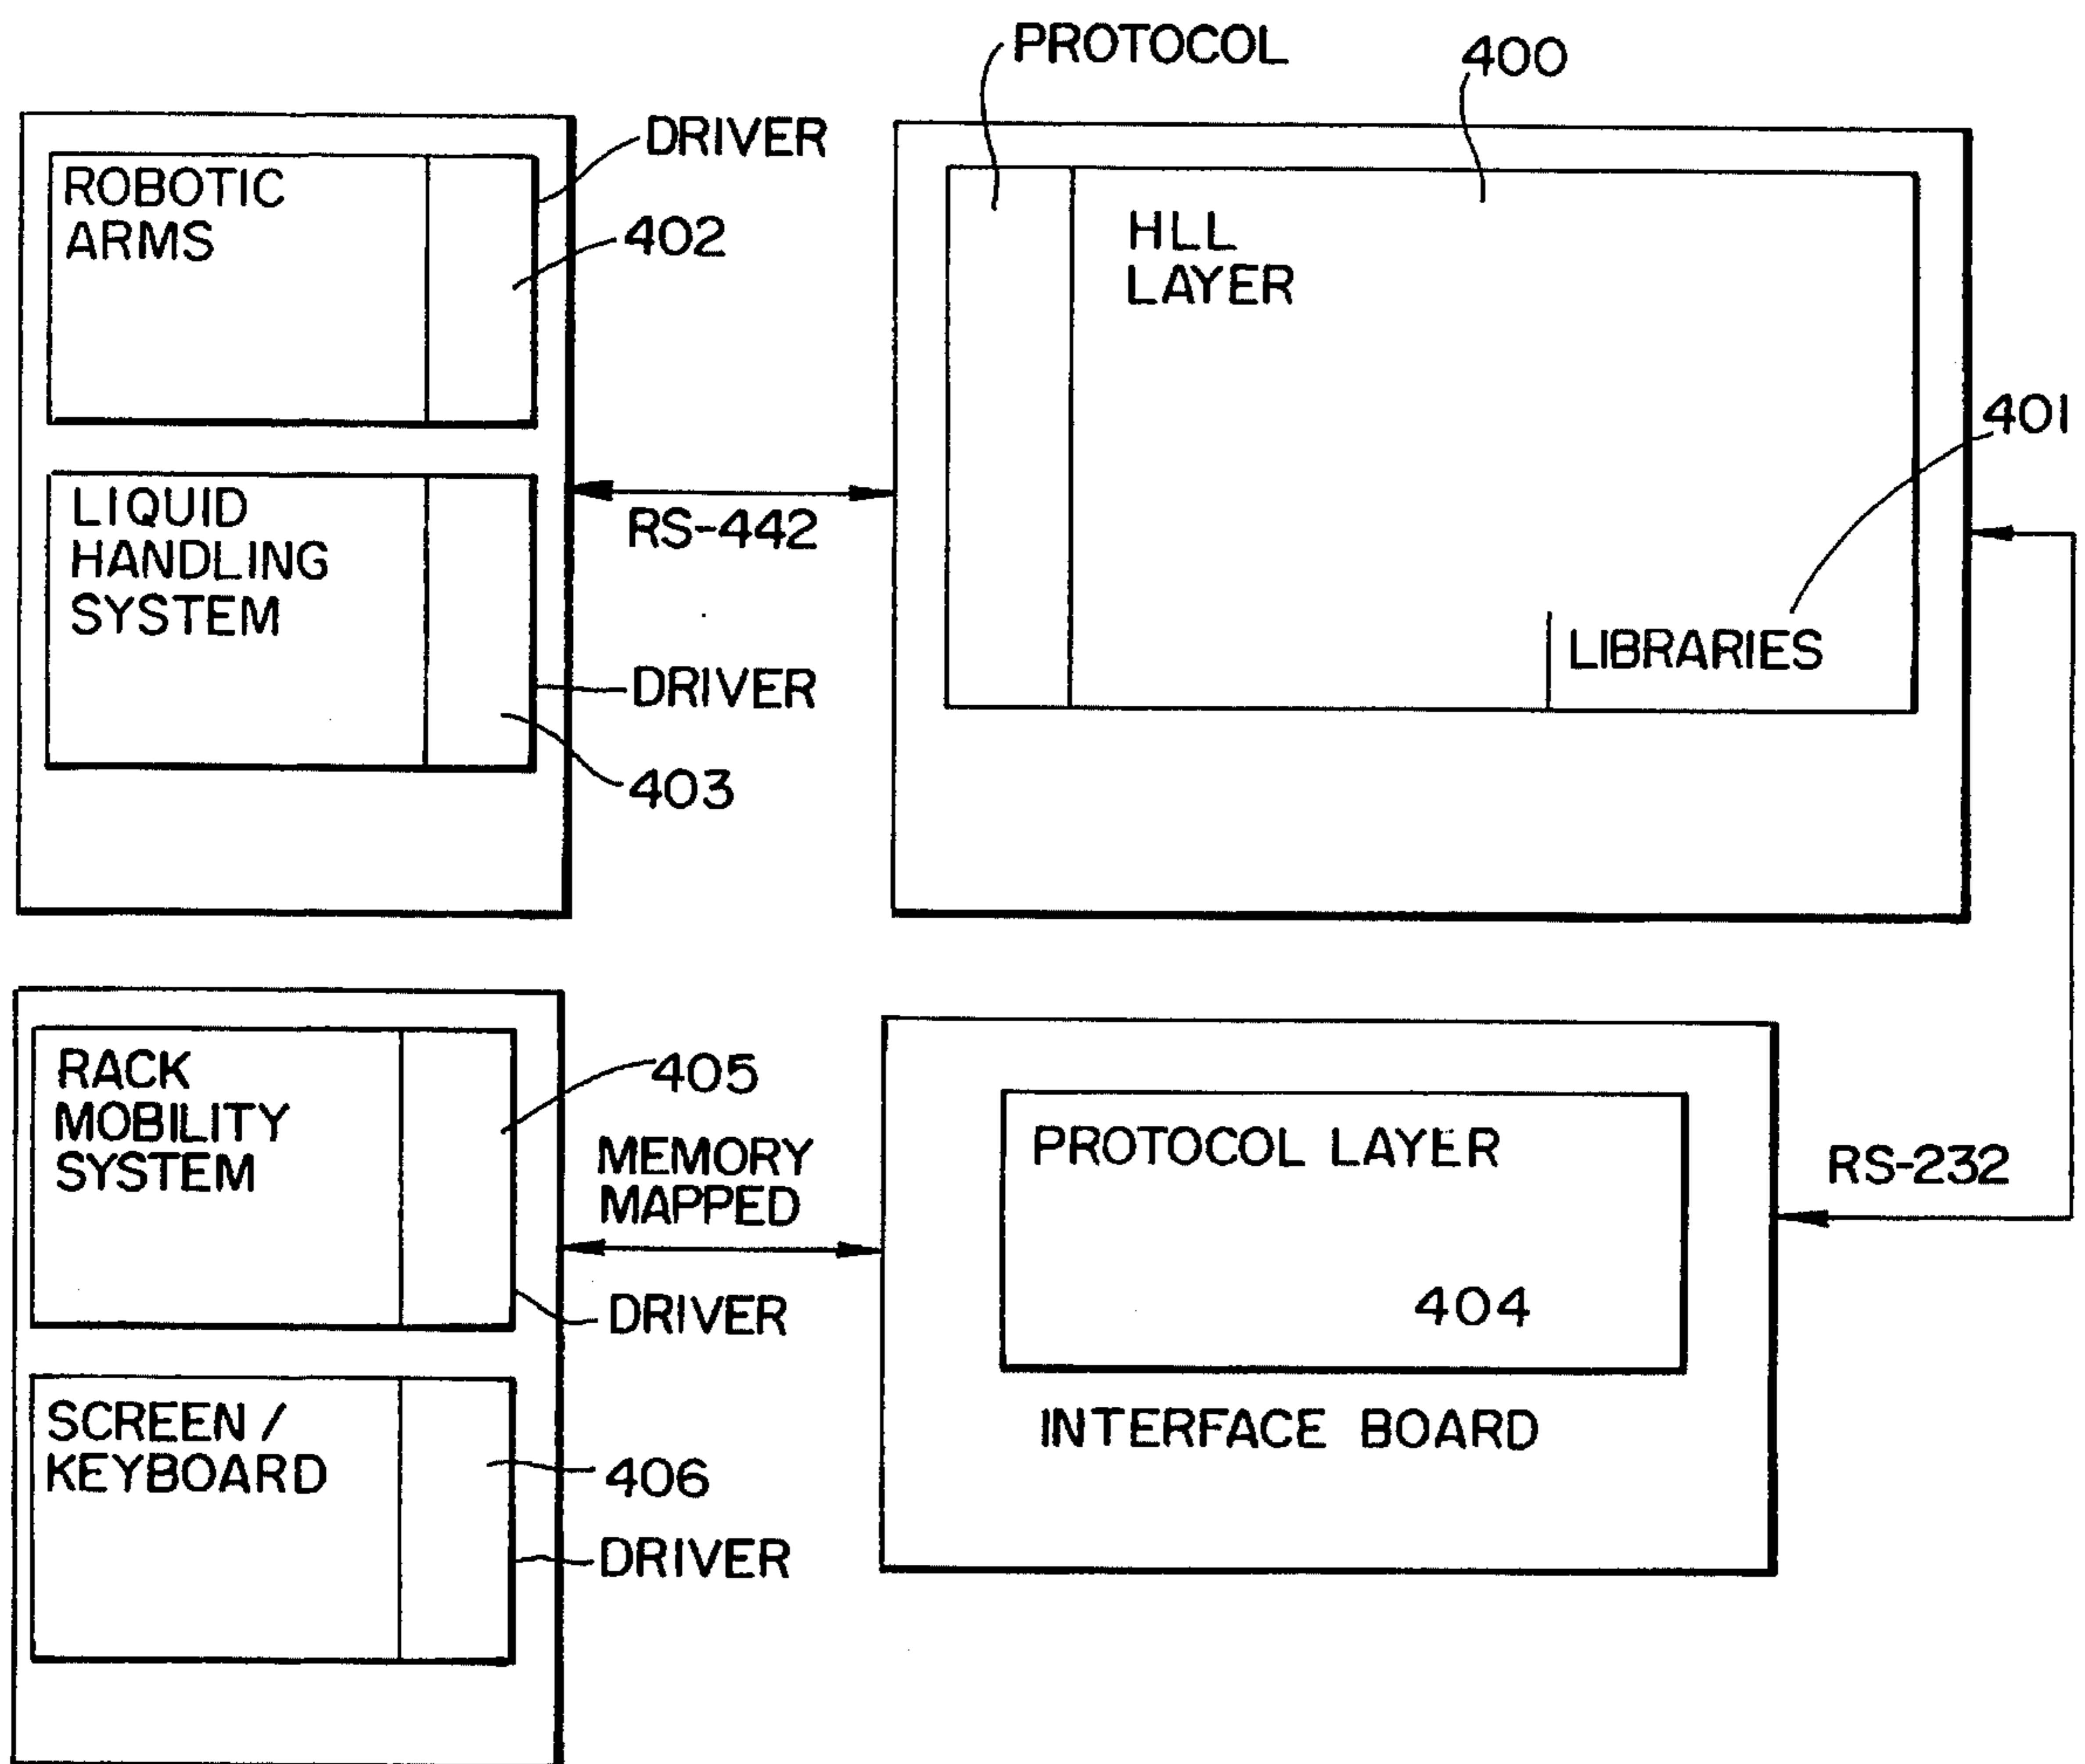 PROTOCOL
400
DRIVER
ROBOTIC
ARMS
402
HLL
LAYER
401
LIQUID
HANDLING
SYSTEM
RS-442
LIBRARIES
DRIVER
403
RACK
MOBILITY
SYSTEM
405
MEMORY
MAPPED
PROTOCOL LAYER
RS-232
404
DRIVER
SCREEN /
KEYBOARD
INTERFACE BOARD
406
DRIVER